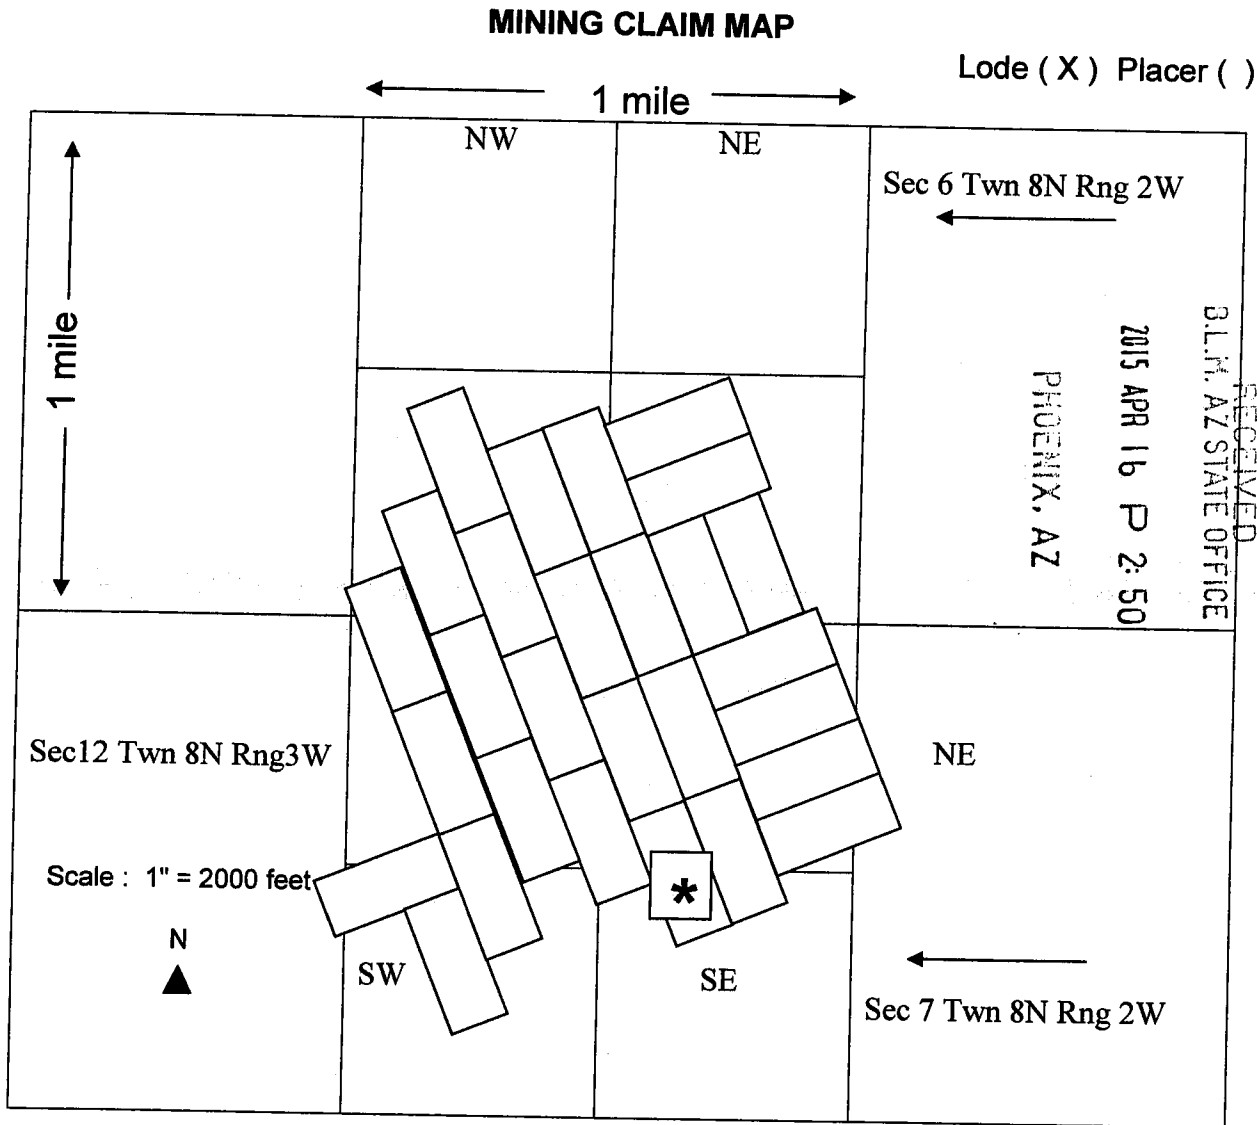 MINING CLAIM MAP
Lode ( X ) Placer ( )
1 mile
NW
NE
Sec 6 Twn 8N Rng 2W
1 mile
RECEIVED
B.L.M. AZ STATE OFFICE
2015 APR 16 P 2:50
PHOENIX, AZ
Sec12 Twn 8N Rng3W
NE
Scale : 1" = 2000 feet
*
N
SW
SE
Sec 7 Twn 8N Rng 2W